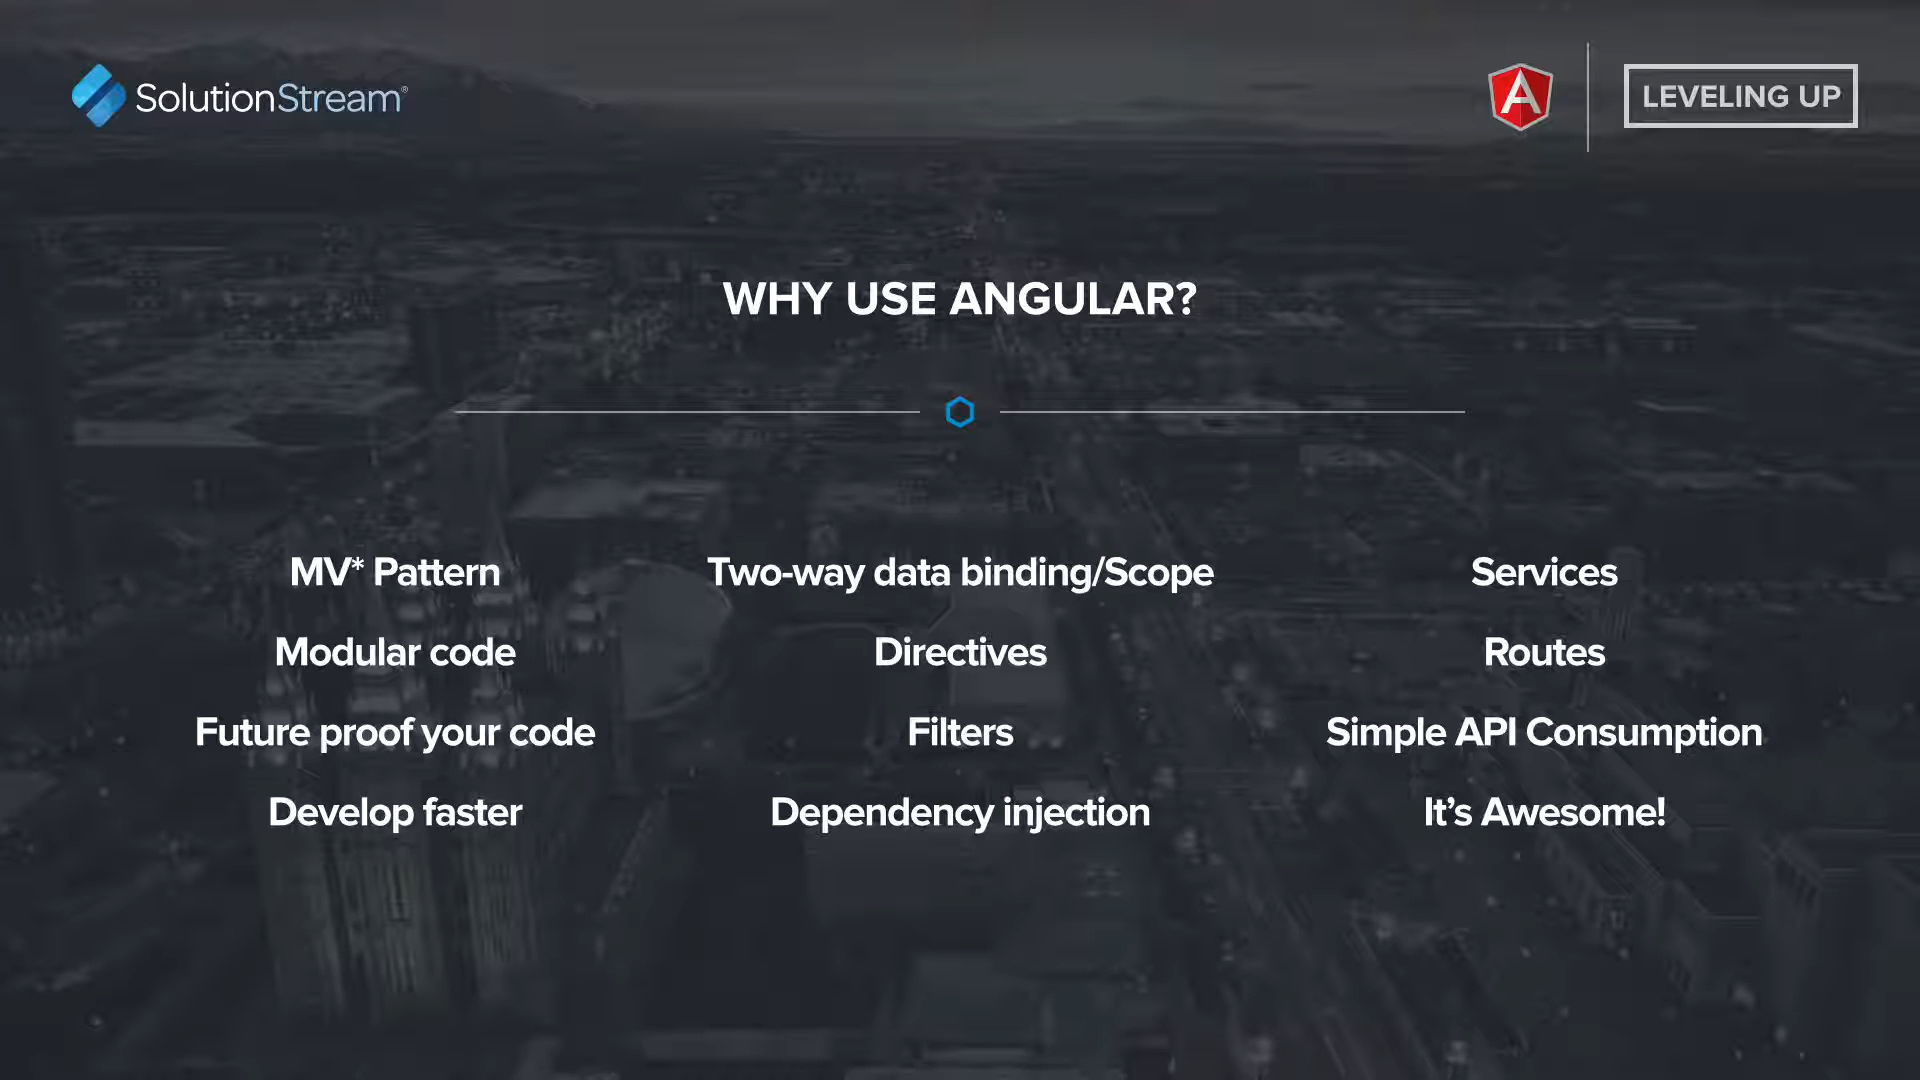 SolutionStream®
A
LEVELING UP
WHY USE ANGULAR?
MV* Pattern
Modular code
Future proof your code
Develop faster
Two-way data binding/Scope
Directives
Filters
Dependency injection
Services
Routes
Simple API Consumption
It’s Awesome!